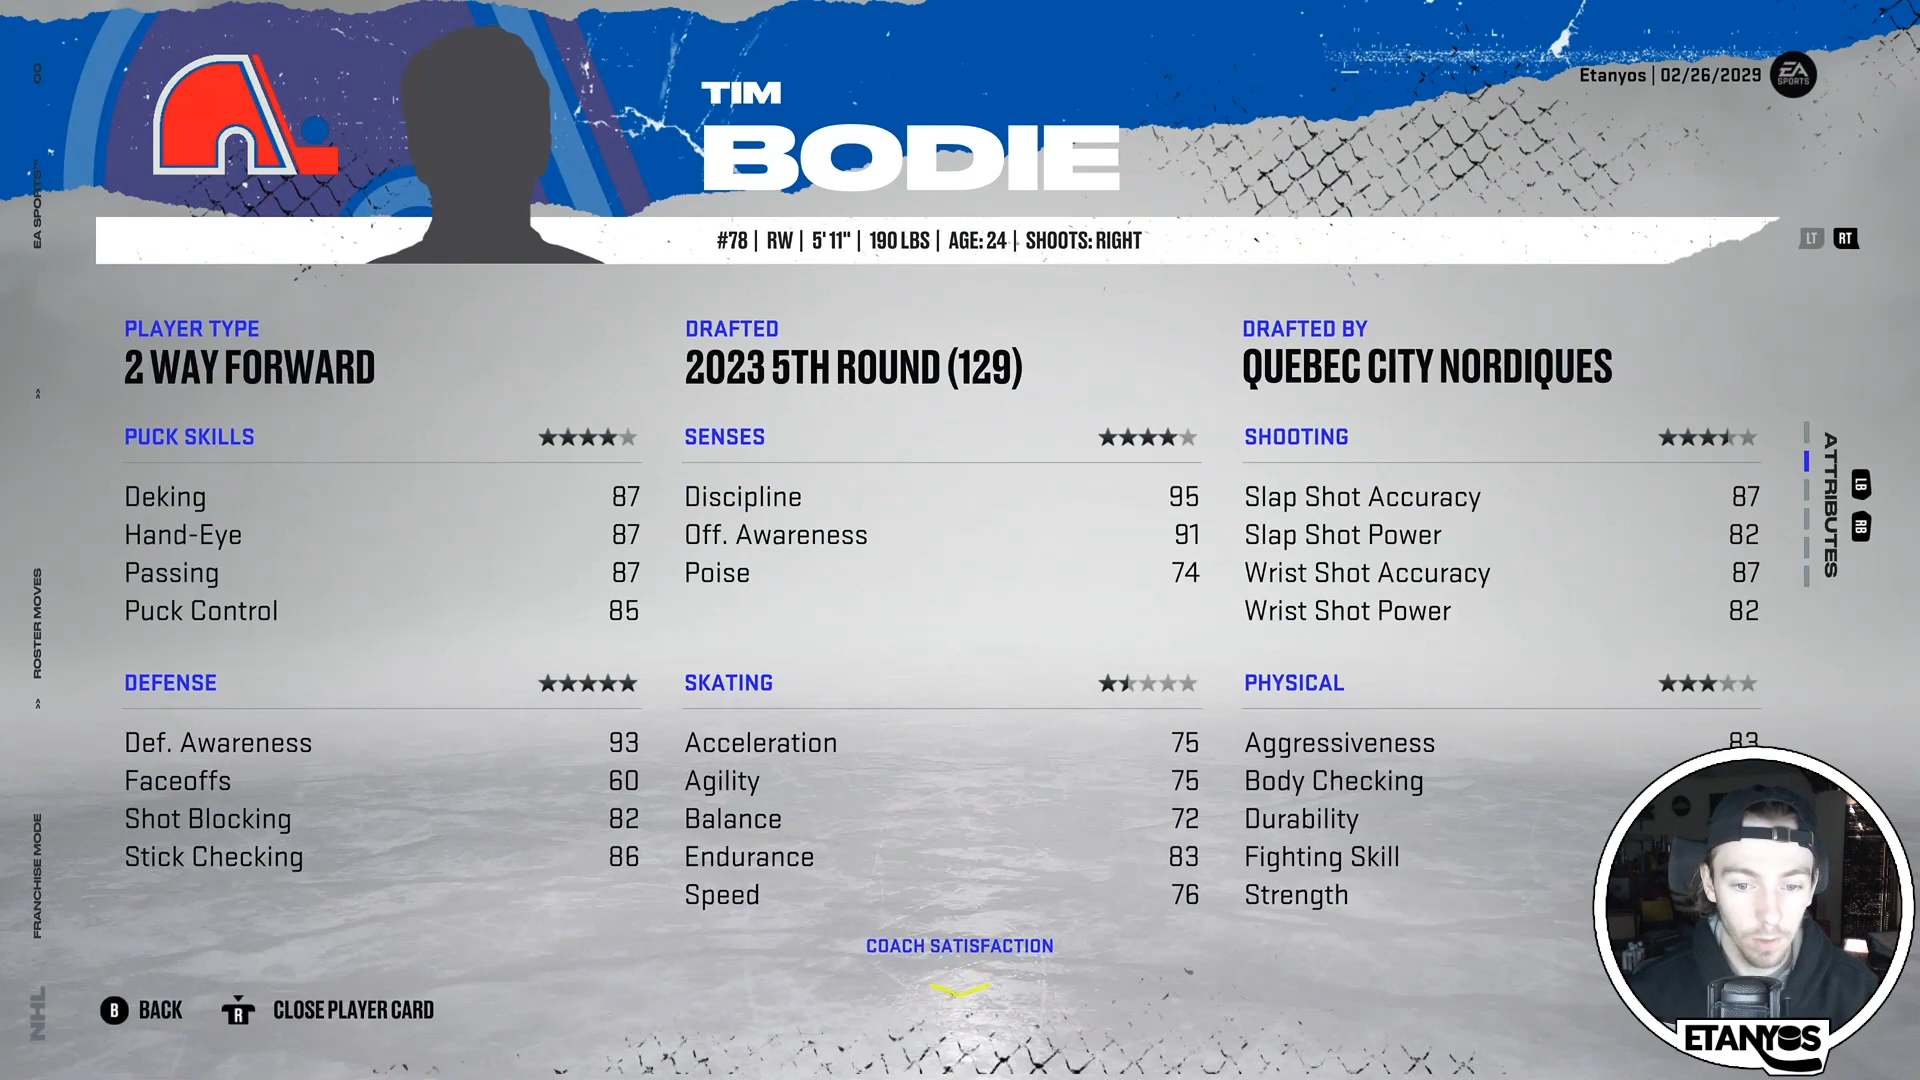 TIM
BODIE
Etanyos | 02/26/2029
EA SPORTS
#78 | RW | 5'11" | 190 LBS | AGE: 24 | SHOOTS: RIGHT
LT RT
PLAYER TYPE
2 WAY FORWARD
DRAFTED
2023 5TH ROUND (129)
DRAFTED BY
QUEBEC CITY NORDIQUES
PUCK SKILLS
Deking 87
Hand-Eye 87
Passing 87
Puck Control 85
SENSES
Discipline 95
Off. Awareness 91
Poise 74
SHOOTING
Slap Shot Accuracy 87
Slap Shot Power 82
Wrist Shot Accuracy 87
Wrist Shot Power 82
DEFENSE
Def. Awareness 93
Faceoffs 60
Shot Blocking 82
Stick Checking 86
SKATING
Acceleration 75
Agility 75
Balance 72
Endurance 83
Speed 76
PHYSICAL
Aggressiveness 83
Body Checking
Durability
Fighting Skill
Strength
ATTRIBUTES
LB
RB
COACH SATISFACTION
B BACK
R CLOSE PLAYER CARD
NHL
FRANCHISE MODE
>>
ROSTER MOVES
>>
EA SPORTS™
ETANYOS